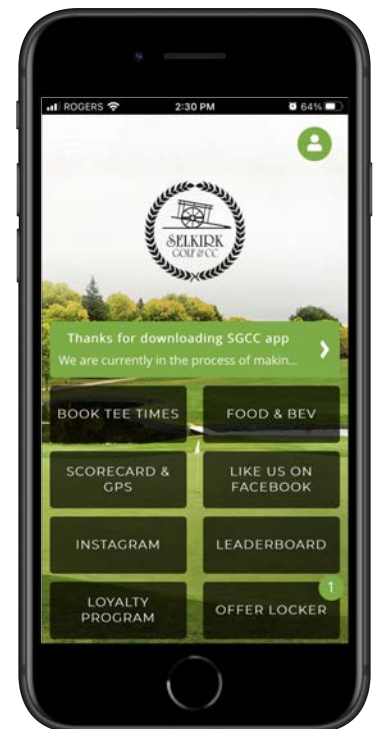 ROGERS 2:30 PM 64%
SELKIRK
GOLF & CC
Thanks for downloading SGCC app
We are currently in the process of makin...
BOOK TEE TIMES
FOOD & BEV
SCORECARD &
GPS
LIKE US ON
FACEBOOK
INSTAGRAM
LEADERBOARD
LOYALTY
PROGRAM
1
OFFER LOCKER